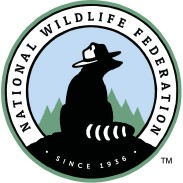 NATIONAL WILDLIFE FEDERATION
· SINCE 1936 ·
TM